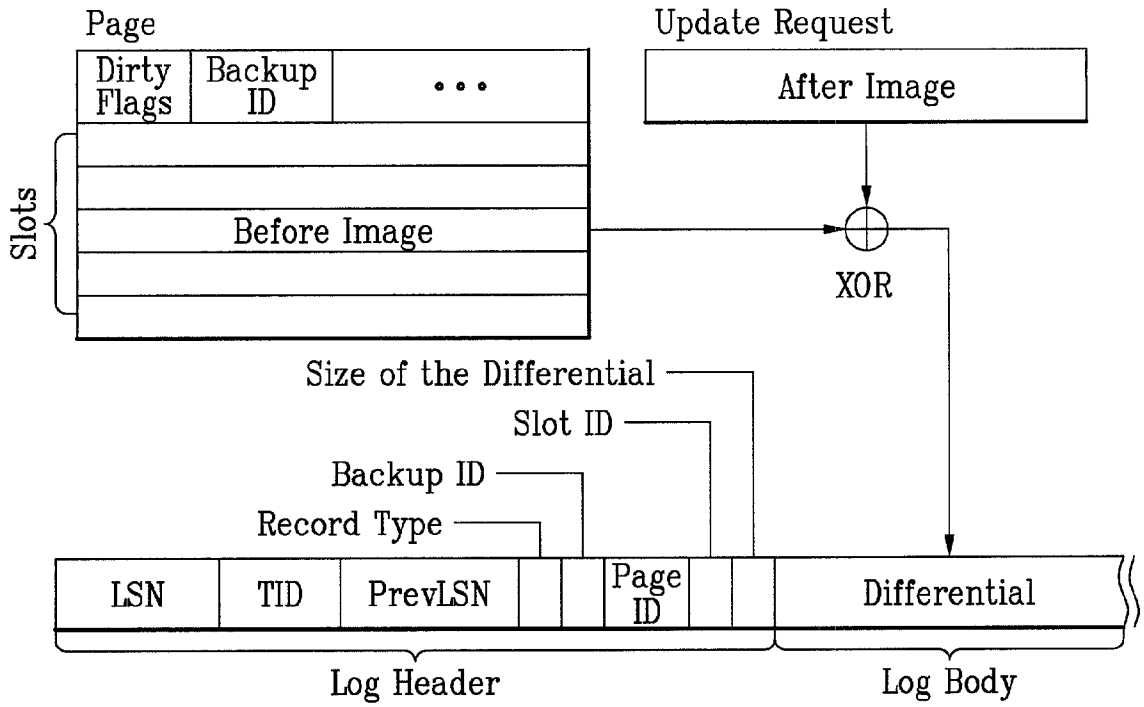 Page
Update Request
Dirty
Flags
Backup
ID
After Image
Slots
Before Image
XOR
Size of the Differential
Slot ID
Backup ID
Record Type
LSN
TID
PrevLSN
Page
ID
Differential
Log Header
Log Body